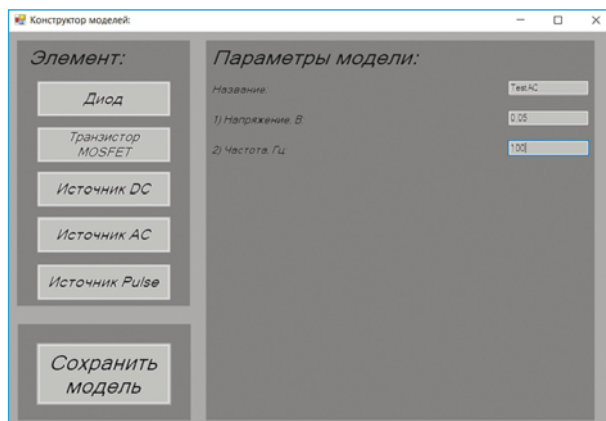 Конструктор моделей:
Элемент:
Диод
Транзистор
MOSFET
Источник DC
Источник AC
Источник Pulse
Сохранить
модель
Параметры модели:
Название:
TestAC
1) Напряжение, В:
0.05
2) Частота, Гц:
100